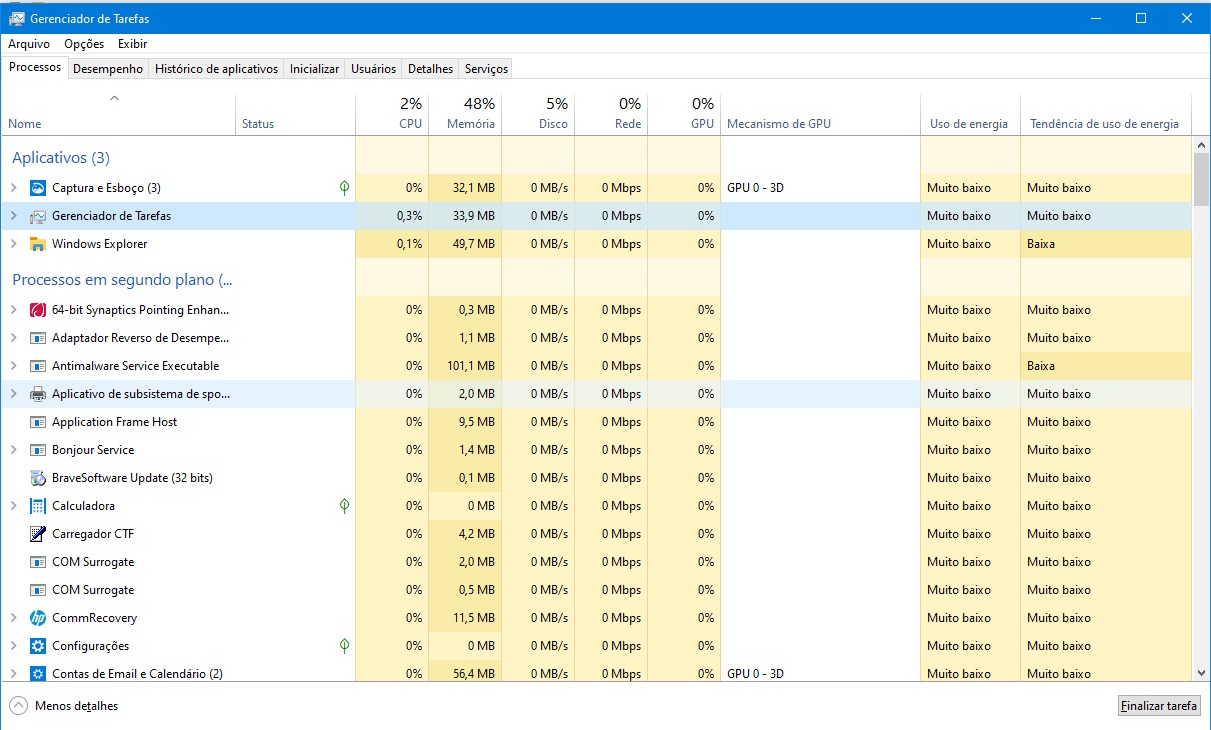 Gerenciador de Tarefas
Arquivo Opções Exibir
Processos Desempenho Histórico de aplicativos Inicializar Usuários Detalhes Serviços
2% 48% 5% 0% 0%
Nome Status CPU Memória Disco Rede GPU Mecanismo de GPU Uso de energia Tendência de uso de energia
Aplicativos (3)
Captura e Esboço (3) 0% 32,1 MB 0 MB/s 0 Mbps 0% GPU 0 - 3D Muito baixo Muito baixo
Gerenciador de Tarefas 0,3% 33,9 MB 0 MB/s 0 Mbps 0% Muito baixo Muito baixo
Windows Explorer 0,1% 49,7 MB 0 MB/s 0 Mbps 0% Muito baixo Baixa
Processos em segundo plano (...
64-bit Synaptics Pointing Enhan... 0% 0,3 MB 0 MB/s 0 Mbps 0% Muito baixo Muito baixo
Adaptador Reverso de Desempe... 0% 1,1 MB 0 MB/s 0 Mbps 0% Muito baixo Muito baixo
Antimalware Service Executable 0% 101,1 MB 0 MB/s 0 Mbps 0% Muito baixo Baixa
Aplicativo de subsistema de spo... 0% 2,0 MB 0 MB/s 0 Mbps 0% Muito baixo Muito baixo
Application Frame Host 0% 9,5 MB 0 MB/s 0 Mbps 0% Muito baixo Muito baixo
Bonjour Service 0% 1,4 MB 0 MB/s 0 Mbps 0% Muito baixo Muito baixo
BraveSoftware Update (32 bits) 0% 0,1 MB 0 MB/s 0 Mbps 0% Muito baixo Muito baixo
Calculadora 0% 0 MB 0 MB/s 0 Mbps 0% Muito baixo Muito baixo
Carregador CTF 0% 4,2 MB 0 MB/s 0 Mbps 0% Muito baixo Muito baixo
COM Surrogate 0% 2,0 MB 0 MB/s 0 Mbps 0% Muito baixo Muito baixo
COM Surrogate 0% 0,5 MB 0 MB/s 0 Mbps 0% Muito baixo Muito baixo
hp CommRecovery 0% 11,5 MB 0 MB/s 0 Mbps 0% Muito baixo Muito baixo
Configurações 0% 0 MB 0 MB/s 0 Mbps 0% Muito baixo Muito baixo
Contas de Email e Calendário (2) 0% 56,4 MB 0 MB/s 0 Mbps 0% GPU 0 - 3D Muito baixo Muito baixo
Menos detalhes Finalizar tarefa